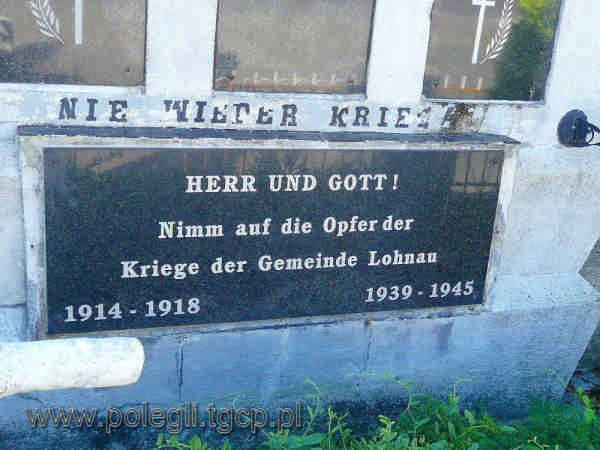 NIE WIEDER KRIEG
HERR UND GOTT!
Nimm auf die Opfer der
Kriege der Gemeinde Lohnau
1914 - 1918
1939 - 1945
www.polegli.tgcp.pl